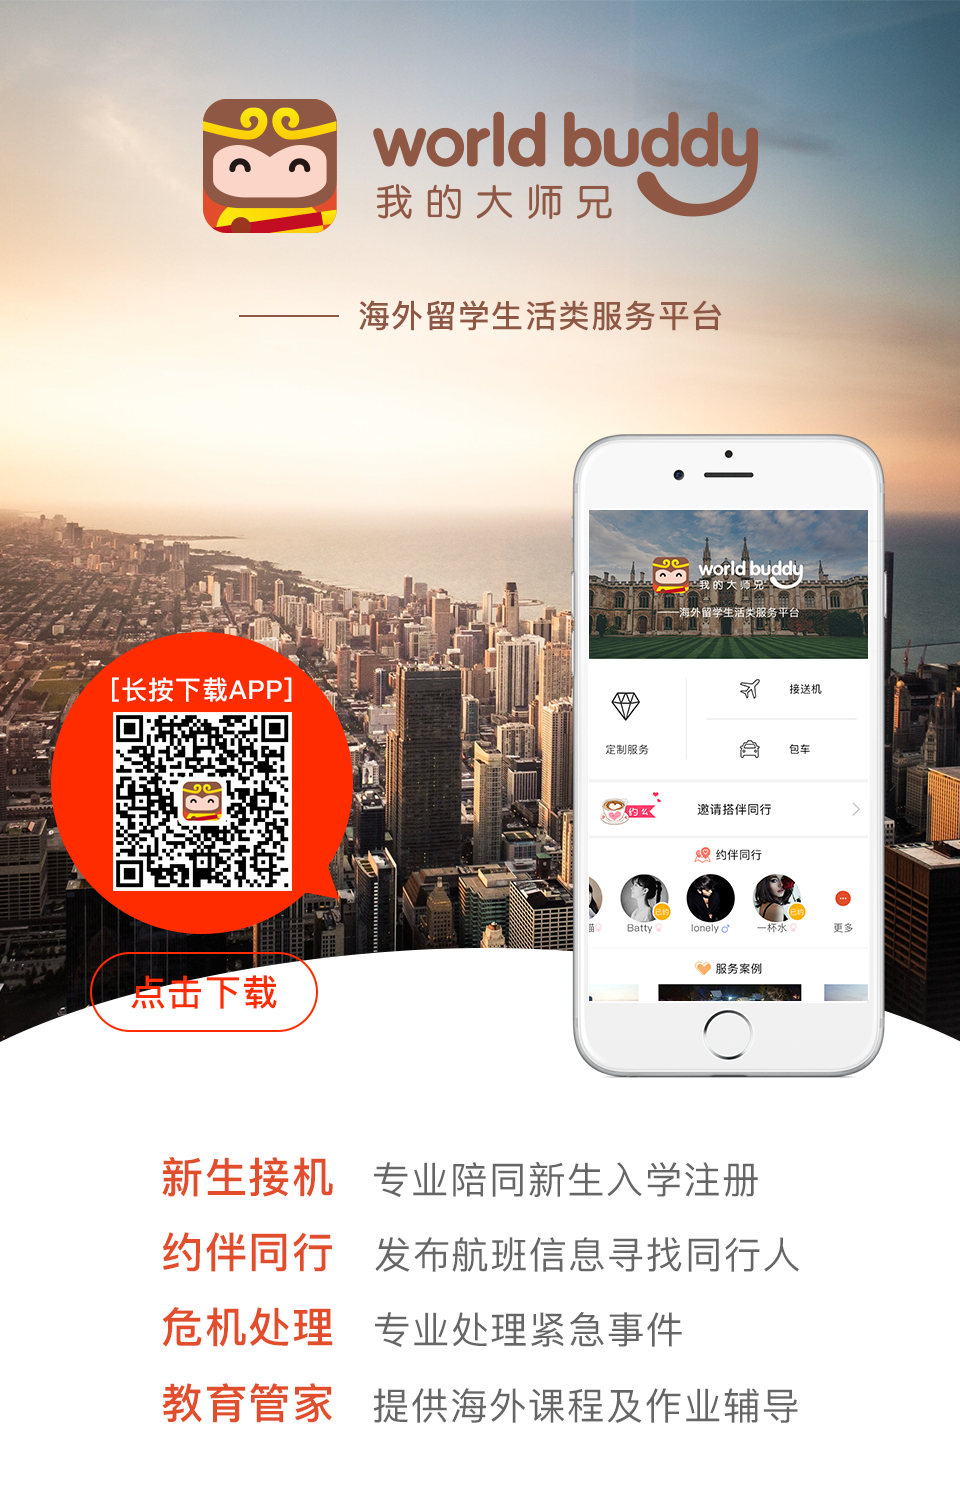 world buddy
我的大师兄
海外留学生活类服务平台
world buddy
我的大师兄
海外留学生活类服务平台
定制服务
接送机
包车
约么
邀请搭伴同行
约伴同行
已约
已约
猫
Batty
lonely
一杯水
更多
服务案例
[长按下载APP]
点击下载
新生接机 专业陪同新生入学注册
约伴同行 发布航班信息寻找同行人
危机处理 专业处理紧急事件
教育管家 提供海外课程及作业辅导